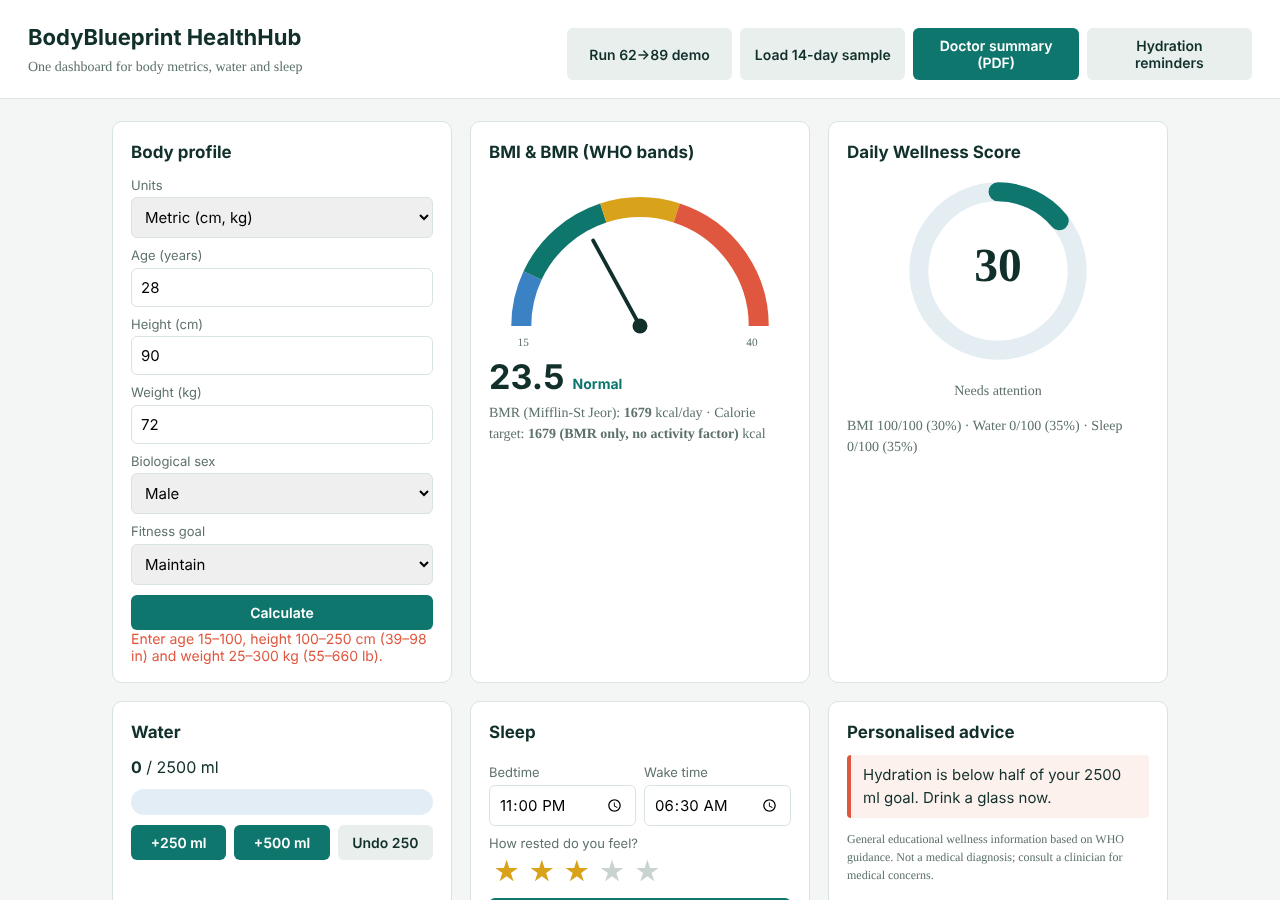 BodyBlueprint HealthHub
One dashboard for body metrics, water and sleep
Run 62→89 demo
Load 14-day sample
Doctor summary
(PDF)
Hydration
reminders
Body profile
Units
Metric (cm, kg)
Age (years)
28
Height (cm)
90
Weight (kg)
72
Biological sex
Male
Fitness goal
Maintain
Calculate
Enter age 15–100, height 100–250 cm (39–98
in) and weight 25–300 kg (55–660 lb).
BMI & BMR (WHO bands)
15
40
23.5 Normal
BMR (Mifflin-St Jeor): 1679 kcal/day · Calorie
target: 1679 (BMR only, no activity factor) kcal
Daily Wellness Score
30
Needs attention
BMI 100/100 (30%) · Water 0/100 (35%) · Sleep
0/100 (35%)
Water
0 / 2500 ml
+250 ml
+500 ml
Undo 250
Sleep
Bedtime
Wake time
11:00 PM
06:30 AM
How rested do you feel?
★ ★ ★ ★ ★
Personalised advice
Hydration is below half of your 2500
ml goal. Drink a glass now.
General educational wellness information based on WHO
guidance. Not a medical diagnosis; consult a clinician for
medical concerns.